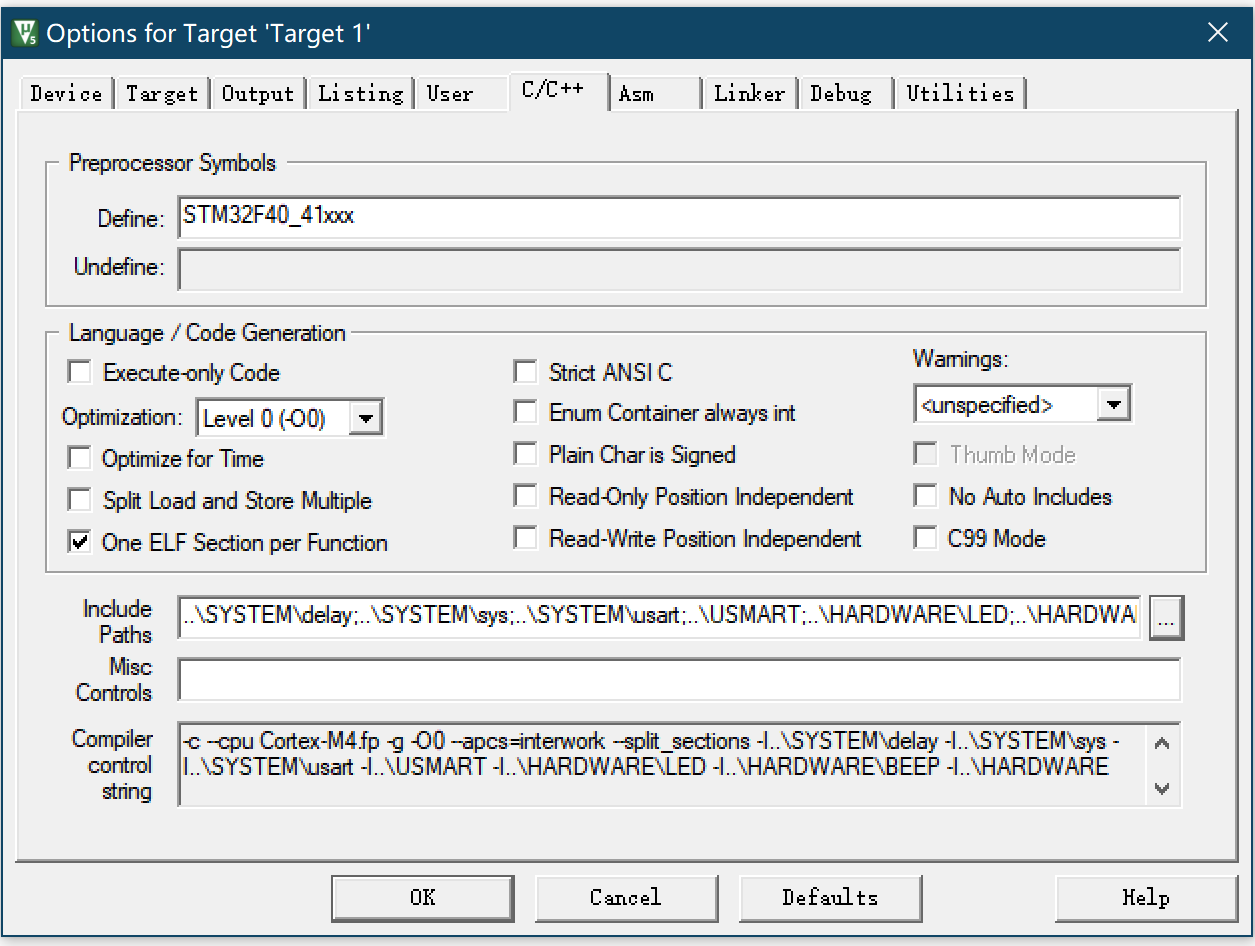 Options for Target 'Target 1'
Device Target Output Listing User C/C++ Asm Linker Debug Utilities
Preprocessor Symbols
Define: STM32F40_41xxx
Undefine:
Language / Code Generation
Execute-only Code
Strict ANSI C
Warnings:
Optimization: Level 0 (-O0)
Enum Container always int
<unspecified>
Optimize for Time
Plain Char is Signed
Thumb Mode
Split Load and Store Multiple
Read-Only Position Independent
No Auto Includes
One ELF Section per Function
Read-Write Position Independent
C99 Mode
Include Paths
..\SYSTEM\delay;..\SYSTEM\sys;..\SYSTEM\usart;..\USMART;..\HARDWARE\LED;..\HARDWAI
...
Misc Controls
Compiler control string
-c --cpu Cortex-M4.fp -g -O0 --apcs=interwork --split_sections -I..\SYSTEM\delay -I..\SYSTEM\sys -
I..\SYSTEM\usart -I..\USMART -I..\HARDWARE\LED -I..\HARDWARE\BEEP -I..\HARDWARE
OK Cancel Defaults Help